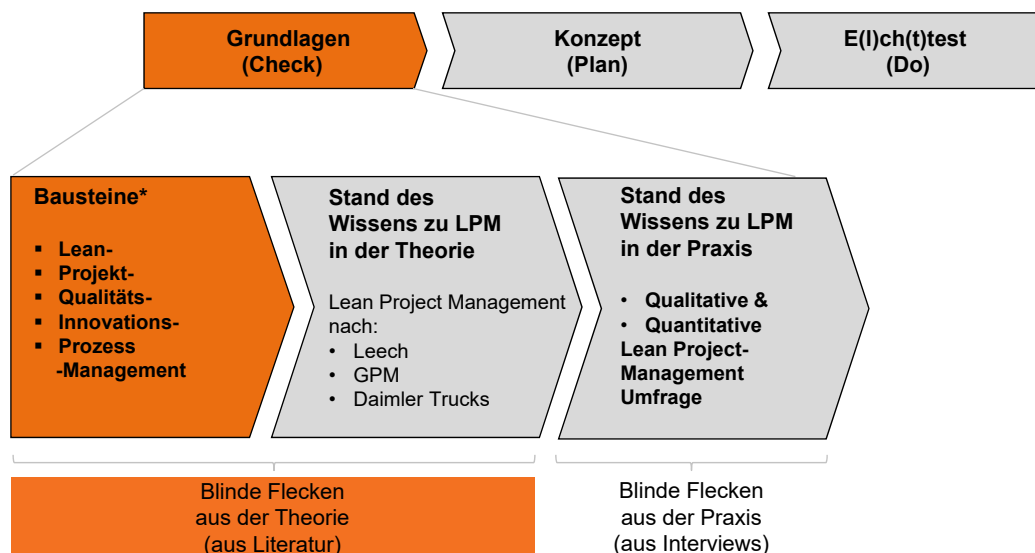 Grundlagen
(Check)
Konzept
(Plan)
E(l)ch(t)test
(Do)
Bausteine*
▪ Lean-
▪ Projekt-
▪ Qualitäts-
▪ Innovations-
▪ Prozess
-Management
Stand des
Wissens zu LPM
in der Theorie
Lean Project Management
nach:
• Leech
• GPM
• Daimler Trucks
Stand des
Wissens zu LPM
in der Praxis
• Qualitative &
• Quantitative
Lean Project-
Management
Umfrage
Blinde Flecken
aus der Theorie
(aus Literatur)
Blinde Flecken
aus der Praxis
(aus Interviews)